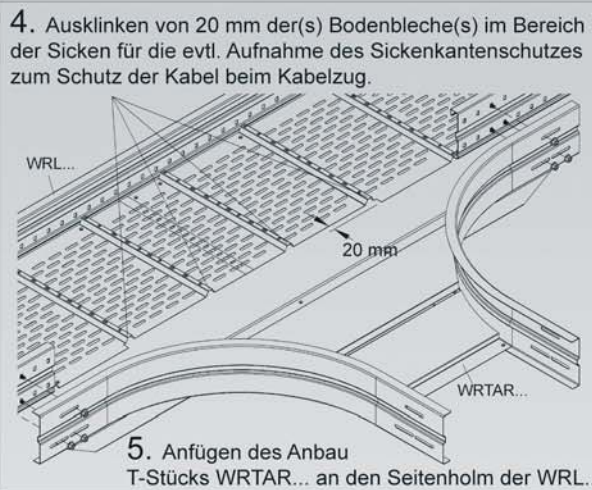 4. Ausklinken von 20 mm der(s) Bodenbleche(s) im Bereich
der Sicken für die evtl. Aufnahme des Sickenkantenschutzes
zum Schutz der Kabel beim Kabelzug.
WRL...
20 mm
WRTAR...
5. Anfügen des Anbau
T-Stücks WRTAR... an den Seitenholm der WRL..